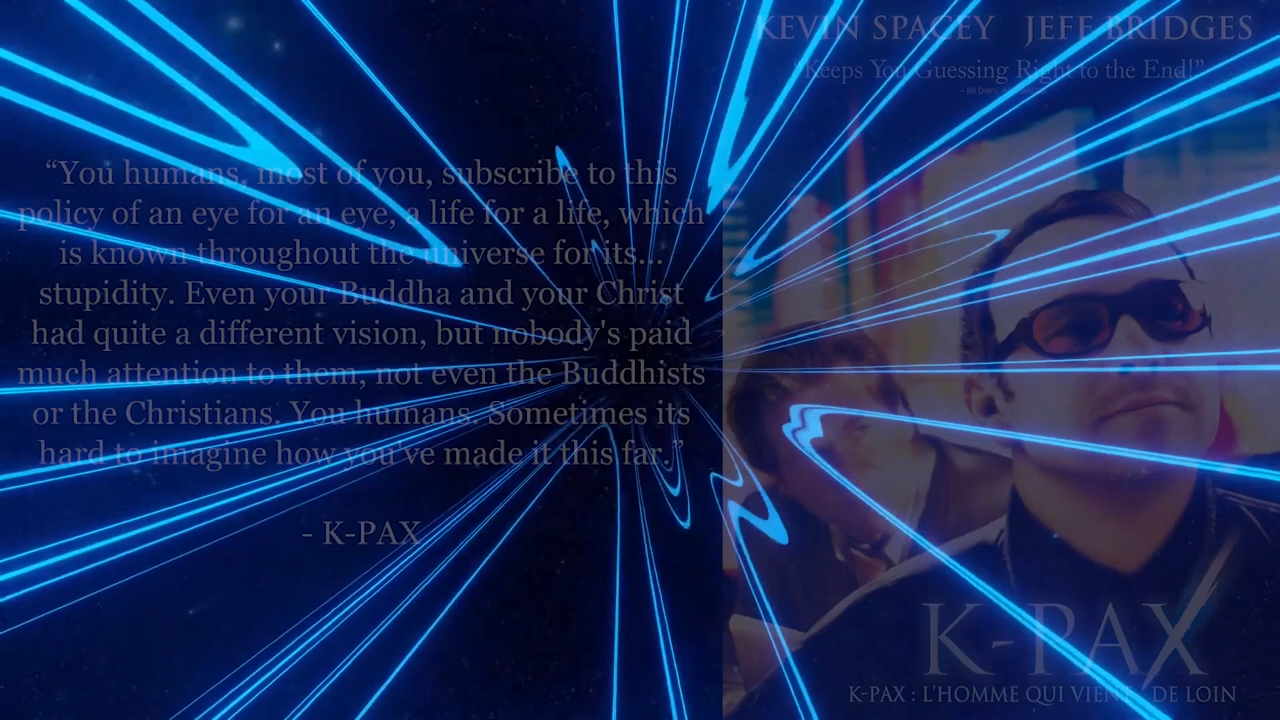 KEVIN SPACEY JEFF BRIDGES
“Keeps You Guessing Right to the End!”
“You humans, most of you, subscribe to this
policy of an eye for an eye, a life for a life, which
is known throughout the universe for its...
stupidity. Even your Buddha and your Christ
had quite a different vision, but nobody's paid
much attention to them, not even the Buddhists
or the Christians. You humans. Sometimes its
hard to imagine how you've made it this far.”
- K-PAX
K-PAX
K-PAX : L'HOMME QUI VIENT DE LOIN